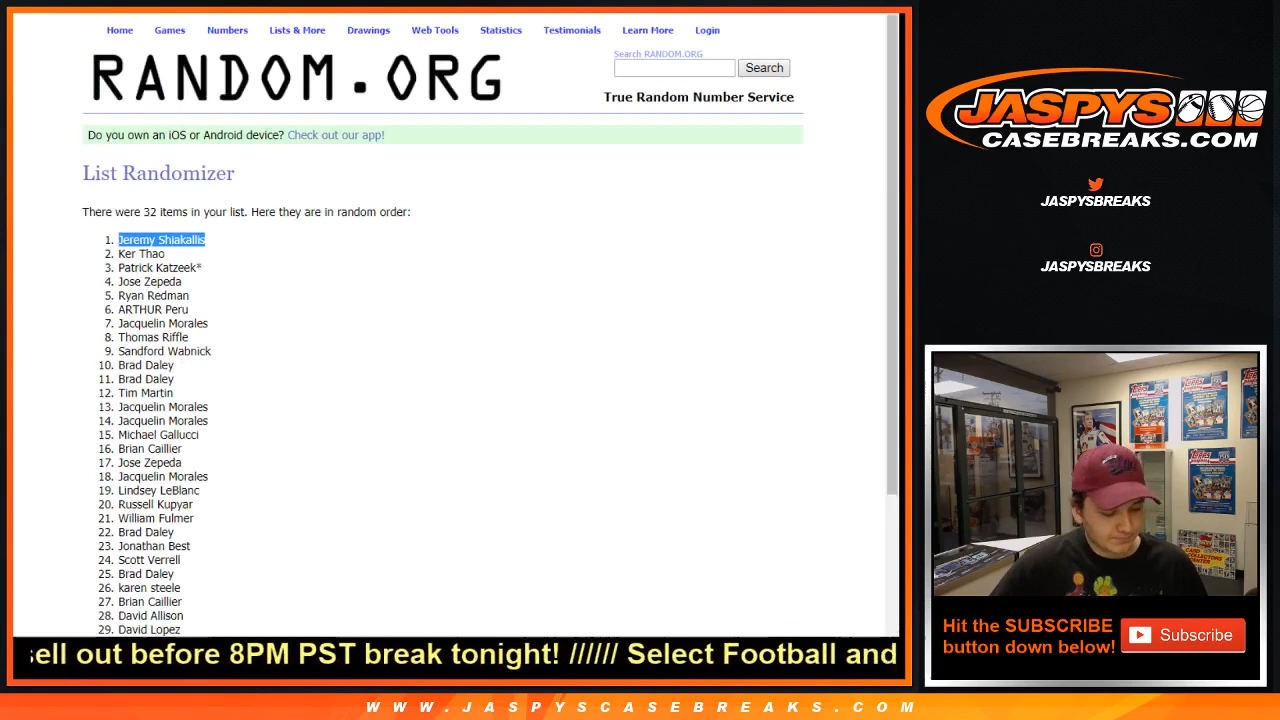 Home Games Numbers Lists & More Drawings Web Tools Statistics Testimonials Learn More Login
RANDOM.ORG
Search RANDOM.ORG
Search
True Random Number Service
Do you own an iOS or Android device? Check out our app!
List Randomizer
There were 32 items in your list. Here they are in random order:
1. Jeremy Shiakallis
2. Ker Thao
3. Patrick Katzeek*
4. Jose Zepeda
5. Ryan Redman
6. ARTHUR Peru
7. Jacquelin Morales
8. Thomas Riffle
9. Sandford Wabnick
10. Brad Daley
11. Brad Daley
12. Tim Martin
13. Jacquelin Morales
14. Jacquelin Morales
15. Michael Gallucci
16. Brian Caillier
17. Jose Zepeda
18. Jacquelin Morales
19. Lindsey LeBlanc
20. Russell Kupyar
21. William Fulmer
22. Brad Daley
23. Jonathan Best
24. Scott Verrell
25. Brad Daley
26. karen steele
27. Brian Caillier
28. David Allison
29. David Lopez
sell out before 8PM PST break tonight! ////// Select Football and
JASPYS
CASEBREAKS.COM
JASPYSBREAKS
JASPYSBREAKS
Hit the SUBSCRIBE
button down below!
Subscribe
WWW.JASPYSCASEBREAKS.COM